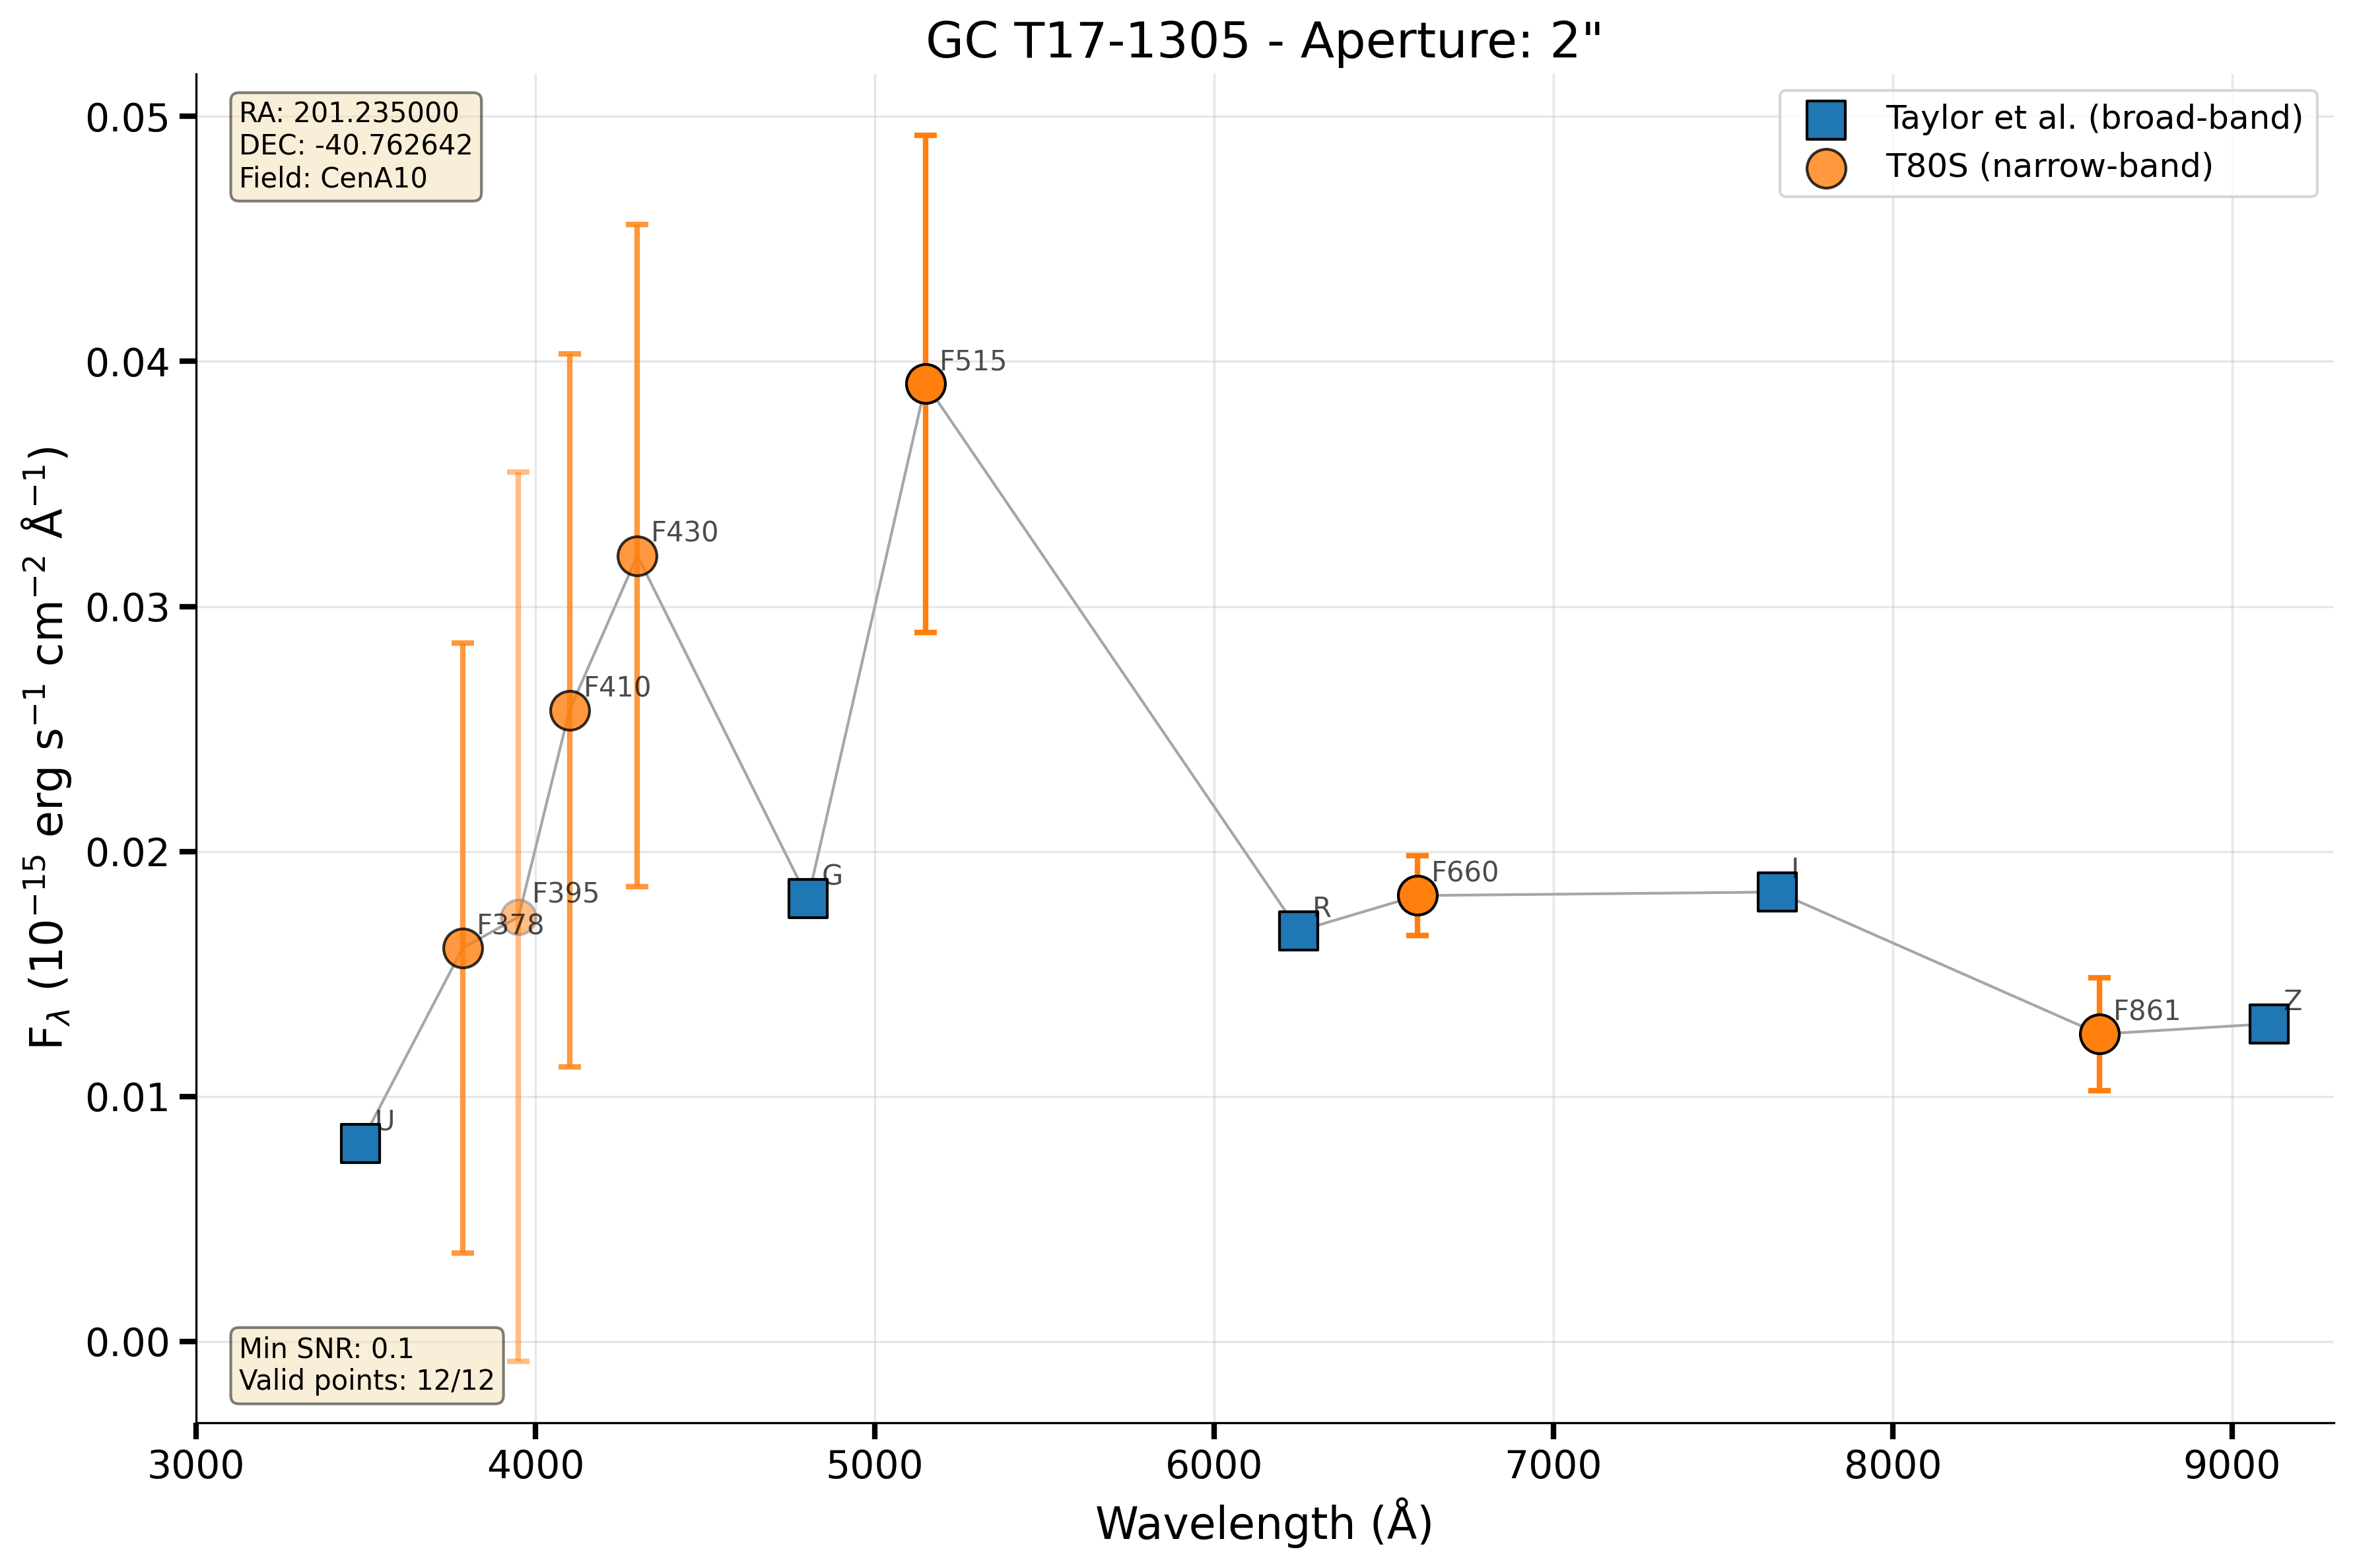 GC T17-1305 - Aperture: 2"
RA: 201.235000
DEC: -40.762642
Field: CenA10
Taylor et al. (broad-band)
T80S (narrow-band)
0.05
0.04
0.03
0.02
0.01
0.00
F$_λ$ (10$^{−15}$ erg s$^{−1}$ cm$^{−2}$ Å$^{−1}$)
U
F378
F395
F410
F430
G
F515
R
F660
I
F861
Z
Min SNR: 0.1
Valid points: 12/12
3000 4000 5000 6000 7000 8000 9000
Wavelength (Å)